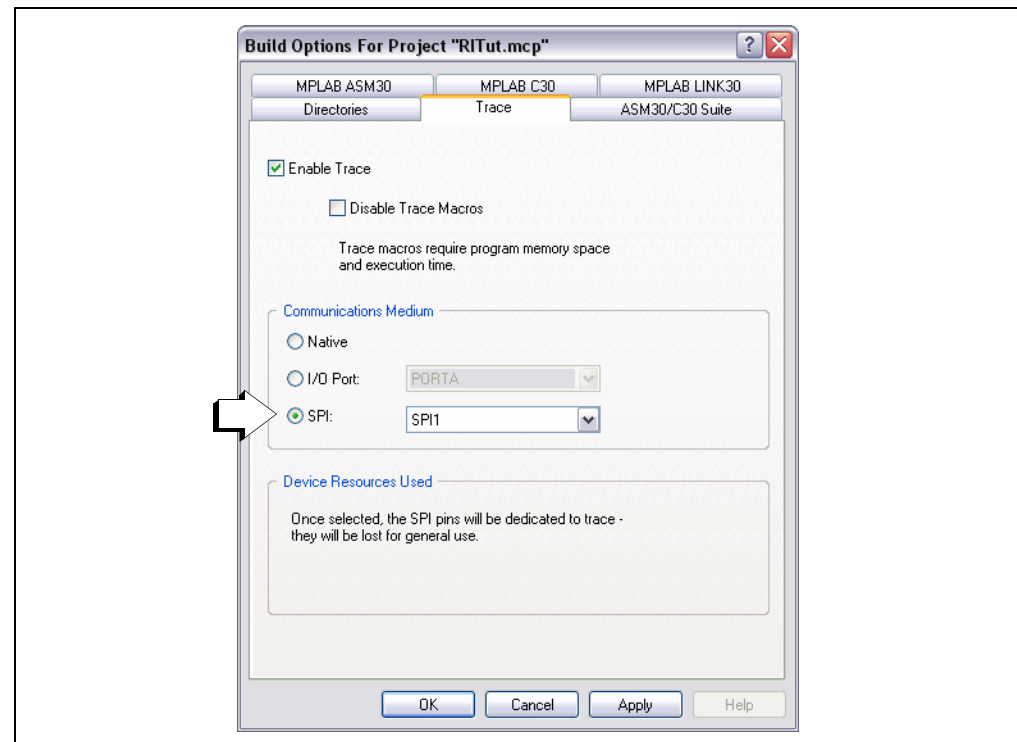 Build Options For Project "RITut.mcp"
MPLAB ASM30 MPLAB C30 MPLAB LINK30
Directories Trace ASM30/C30 Suite
Enable Trace
Disable Trace Macros
Trace macros require program memory space
and execution time.
Communications Medium
Native
I/O Port: PORTA
SPI: SPI1
Device Resources Used
Once selected, the SPI pins will be dedicated to trace -
they will be lost for general use.
OK Cancel Apply Help